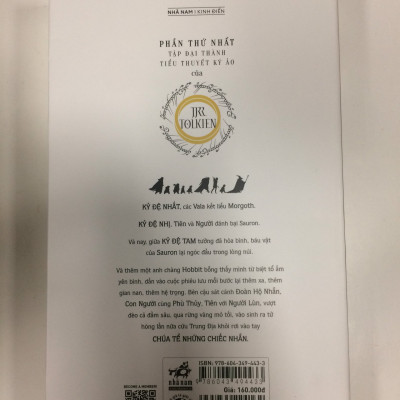 NHÃ NAM | KINH ĐIỂN
PHẦN THỨ NHẤT
TẬP ĐẠI THÀNH
TIỂU THUYẾT KỲ ẢO
của
JRR
TOLKIEN
KỶ ĐỆ NHẤT, các Vala kết liễu Morgoth.
KỶ ĐỆ NHỊ, Tiên và Người đánh bại Sauron.
Và nay, giữa KỶ ĐỆ TAM tưởng đã hòa bình, báu vật
của Sauron lại ngóc đầu trong lòng núi.
Và thêm một anh chàng Hobbit bỗng thấy mình từ biệt tổ ấm
yên bình, dấn vào cuộc phiêu lưu mỗi bước lại thêm xa, thêm
gian nan, thêm hệ trọng. Bên cậu sát cánh Đoàn Hộ Nhẫn,
Con Người cùng Phù Thủy, Tiên với Người Lùn, vượt
đèo cả dầm sâu, qua rừng vàng mỏ tối, vào sinh ra tử
hòng lần nữa cứu Trung Địa khỏi rơi vào tay
CHÚA TỂ NHỮNG CHIẾC NHẪN.
nhã nam
ISBN: 978-604-349-443-3
9786043494433
Giá: 160.000đ